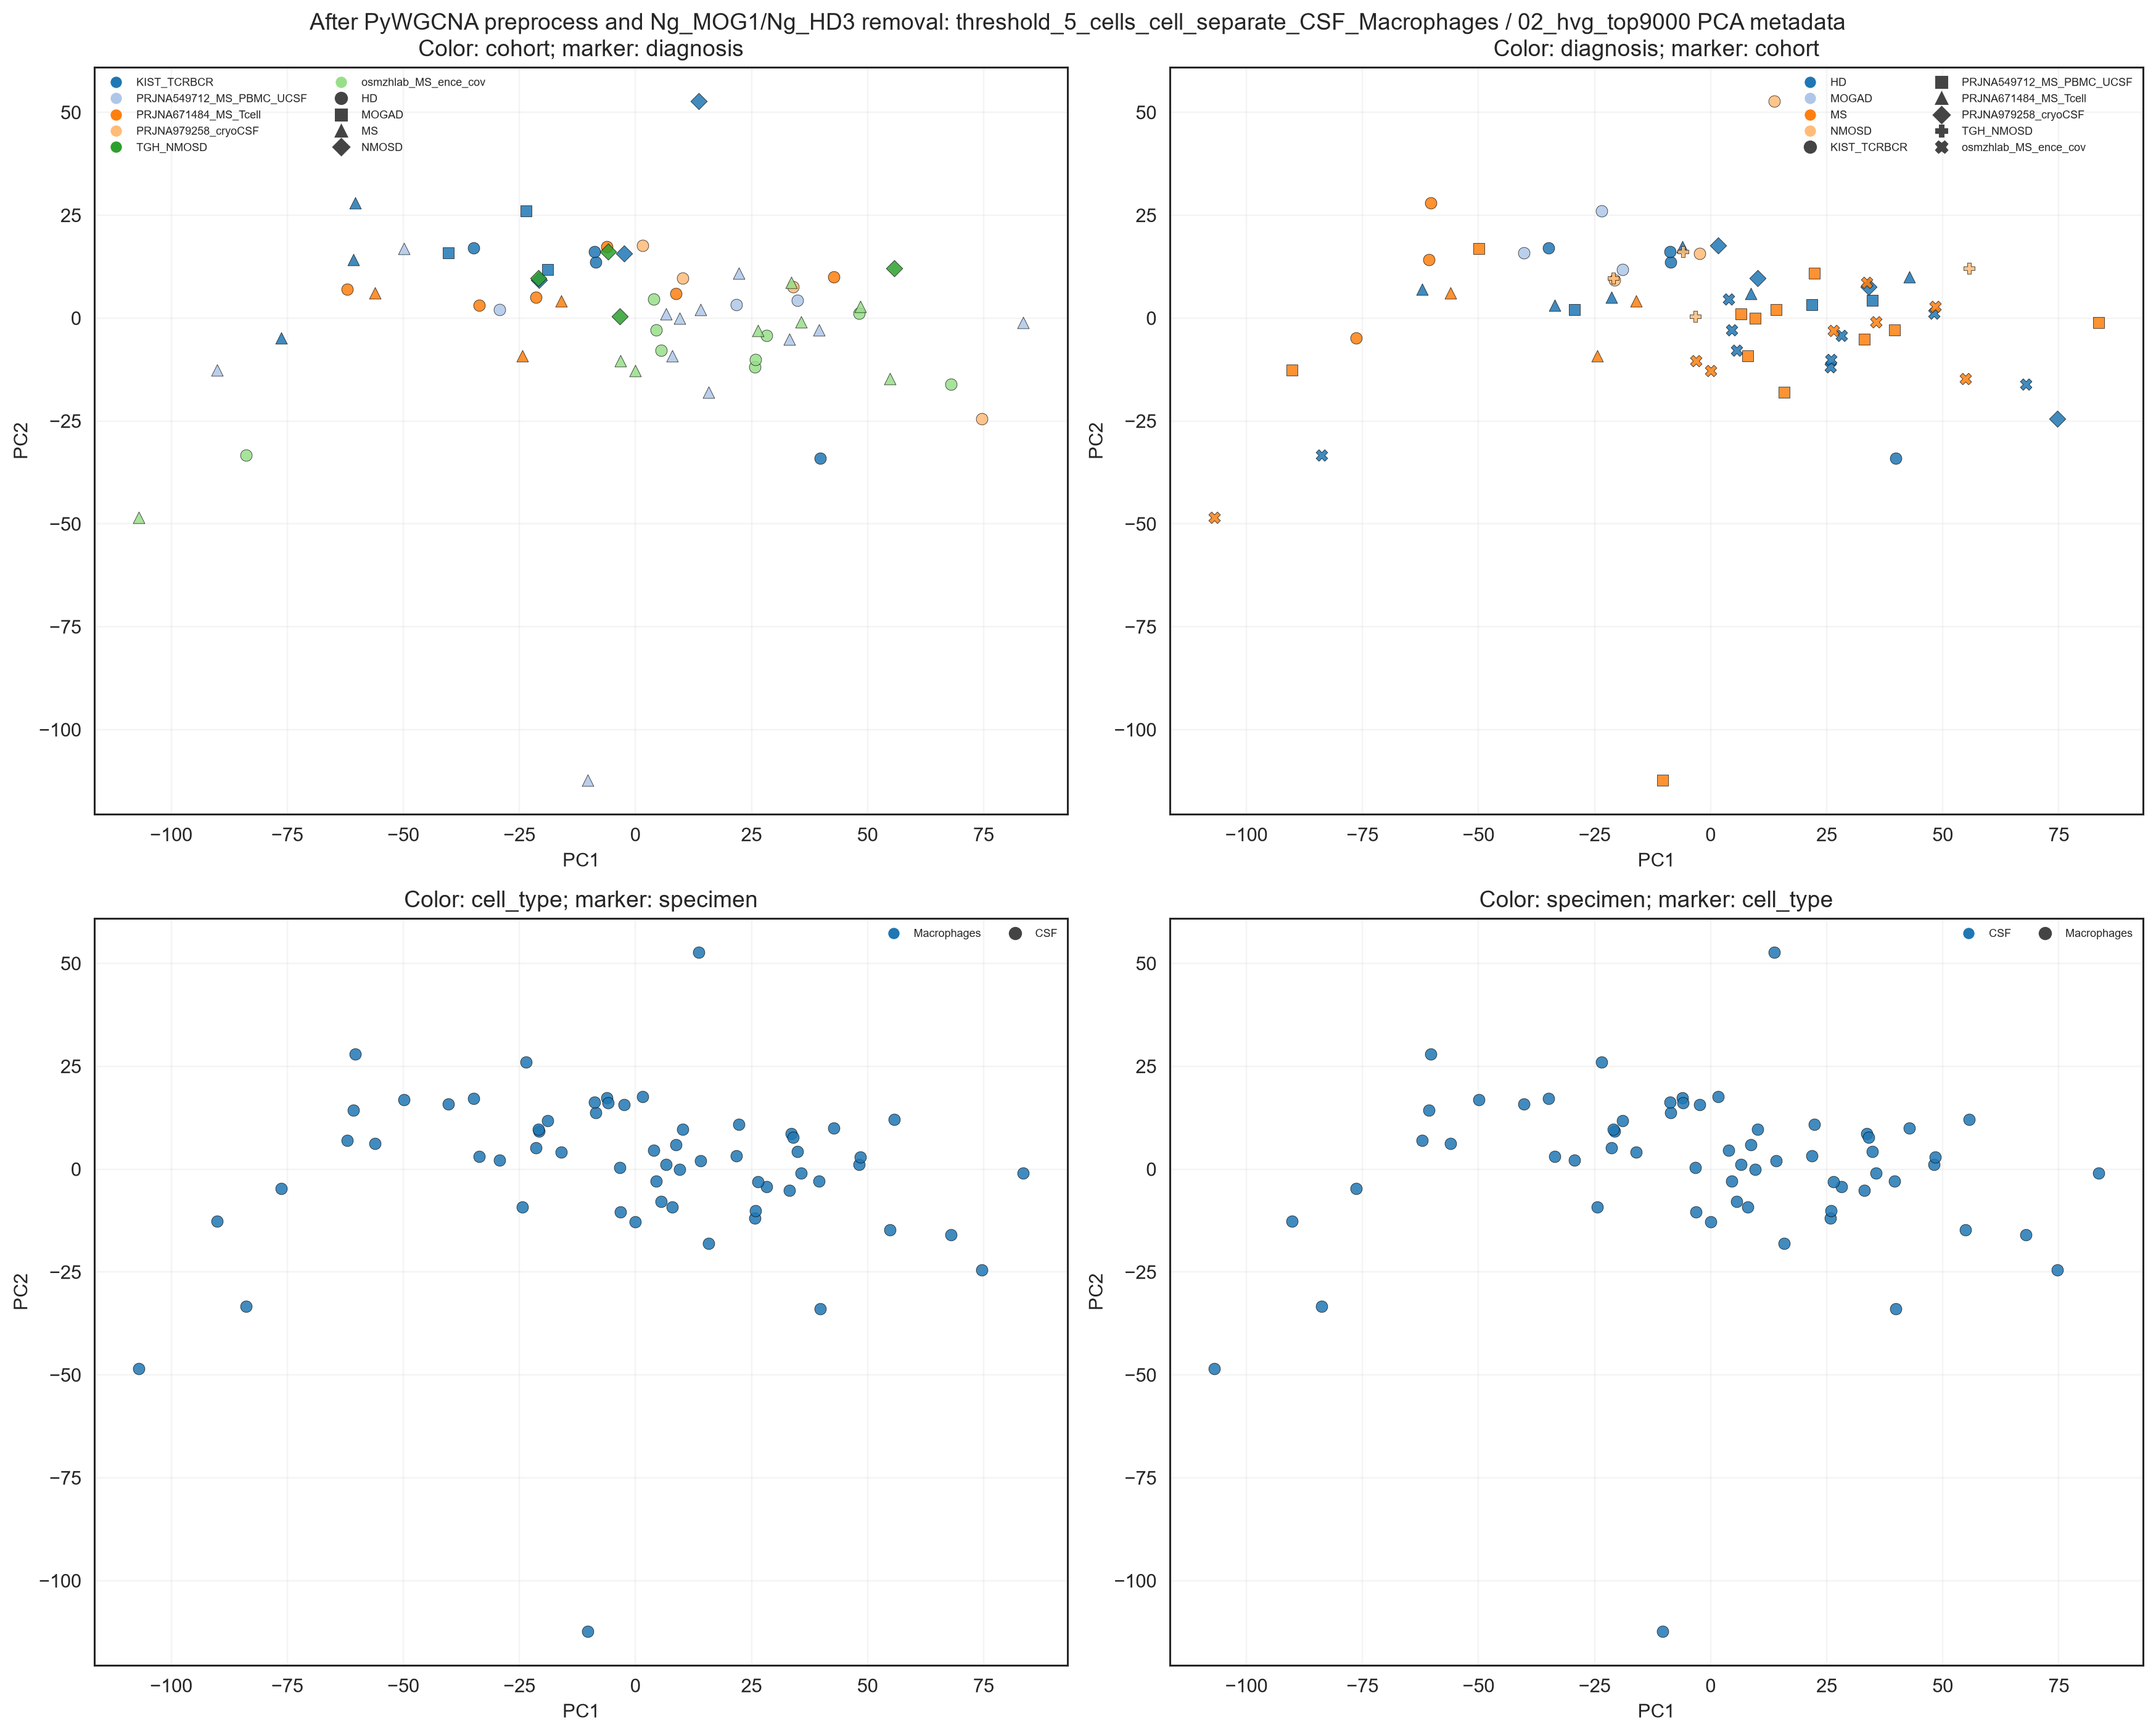 After PyWGCNA preprocess and Ng_MOG1/Ng_HD3 removal: threshold_5_cells_cell_separate_CSF_Macrophages / 02_hvg_top9000 PCA metadata
Color: cohort; marker: diagnosis
KIST_TCRBCR
PRJNA549712_MS_PBMC_UCSF
PRJNA671484_MS_Tcell
PRJNA979258_cryoCSF
TGH_NMOSD
osmzhlab_MS_ence_cov
HD
MOGAD
MS
NMOSD
50
25
0
−25
−50
−75
−100
PC2
−100 −75 −50 −25 0 25 50 75
PC1
Color: diagnosis; marker: cohort
HD
MOGAD
MS
NMOSD
KIST_TCRBCR
PRJNA549712_MS_PBMC_UCSF
PRJNA671484_MS_Tcell
PRJNA979258_cryoCSF
TGH_NMOSD
osmzhlab_MS_ence_cov
50
25
0
−25
−50
−75
−100
PC2
−100 −75 −50 −25 0 25 50 75
PC1
Color: cell_type; marker: specimen
Macrophages CSF
50
25
0
−25
−50
−75
−100
PC2
−100 −75 −50 −25 0 25 50 75
PC1
Color: specimen; marker: cell_type
CSF Macrophages
50
25
0
−25
−50
−75
−100
PC2
−100 −75 −50 −25 0 25 50 75
PC1